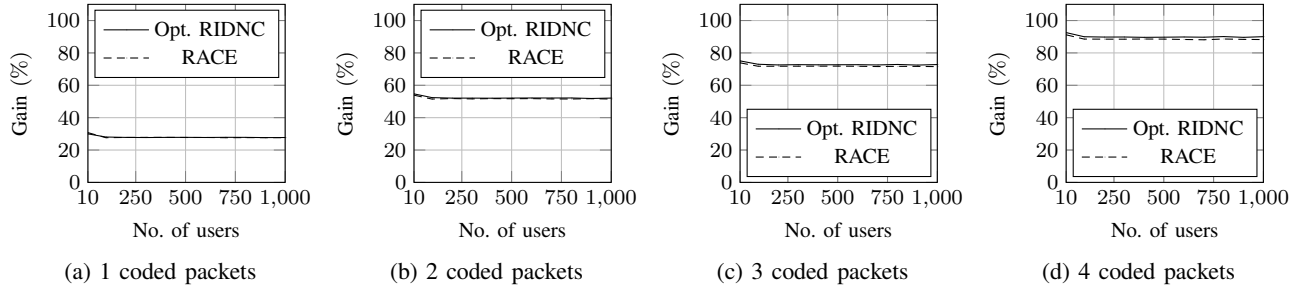 100
80
60
40
20
0
Gain (%)
Opt. RIDNC
RACE
10 250 500 750 1,000
No. of users
(a) 1 coded packets
100
80
60
40
20
0
Gain (%)
Opt. RIDNC
RACE
10 250 500 750 1,000
No. of users
(b) 2 coded packets
100
80
60
40
20
0
Gain (%)
Opt. RIDNC
RACE
10 250 500 750 1,000
No. of users
(c) 3 coded packets
100
80
60
40
20
0
Gain (%)
Opt. RIDNC
RACE
10 250 500 750 1,000
No. of users
(d) 4 coded packets